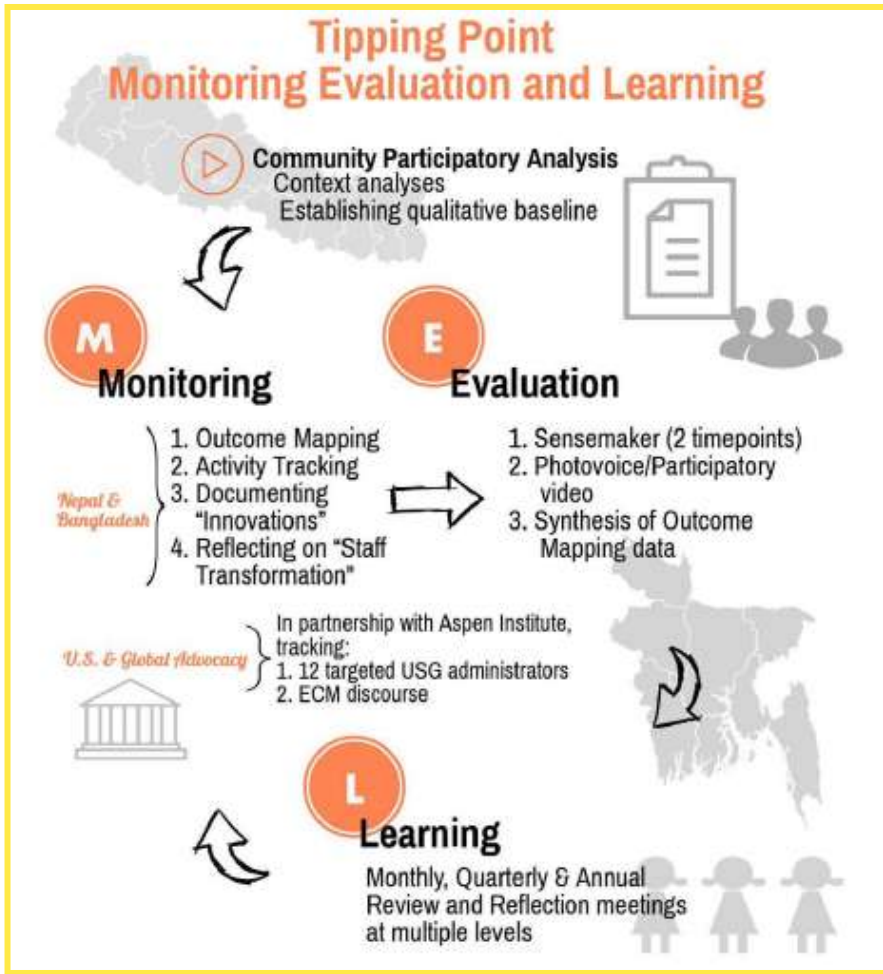 Tipping Point
Monitoring Evaluation and Learning
Community Participatory Analysis
Context analyses
Establishing qualitative baseline
M
Monitoring
Nepal &
Bangladesh
1. Outcome Mapping
2. Activity Tracking
3. Documenting
"Innovations"
4. Reflecting on "Staff
Transformation"
E
Evaluation
1. Sensemaker (2 timepoints)
2. Photovoice/Participatory
video
3. Synthesis of Outcome
Mapping data
U.S. & Global Advocacy
In partnership with Aspen Institute,
tracking:
1. 12 targeted USG administrators
2. ECM discourse
L
Learning
Monthly, Quarterly & Annual
Review and Reflection meetings
at multiple levels